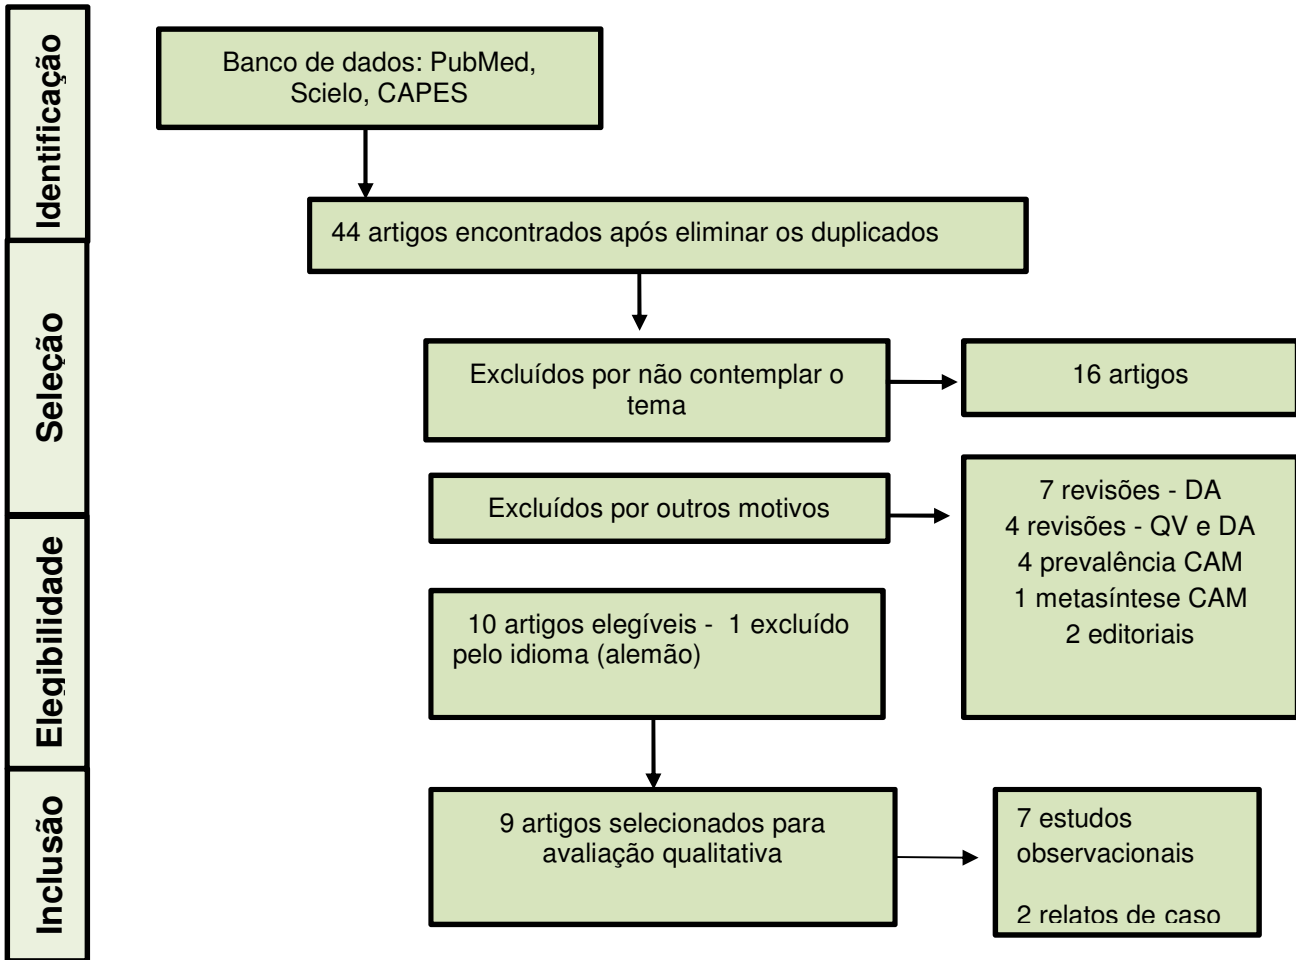 Identificação
Banco de dados: PubMed,
Scielo, CAPES
44 artigos encontrados após eliminar os duplicados
Seleção
Excluídos por não contemplar o
tema
16 artigos
Excluídos por outros motivos
7 revisões - DA
4 revisões - QV e DA
4 prevalência CAM
1 metasíntese CAM
2 editoriais
Elegibilidade
10 artigos elegíveis - 1 excluído
pelo idioma (alemão)
Inclusão
9 artigos selecionados para
avaliação qualitativa
7 estudos
observacionais
2 relatos de caso